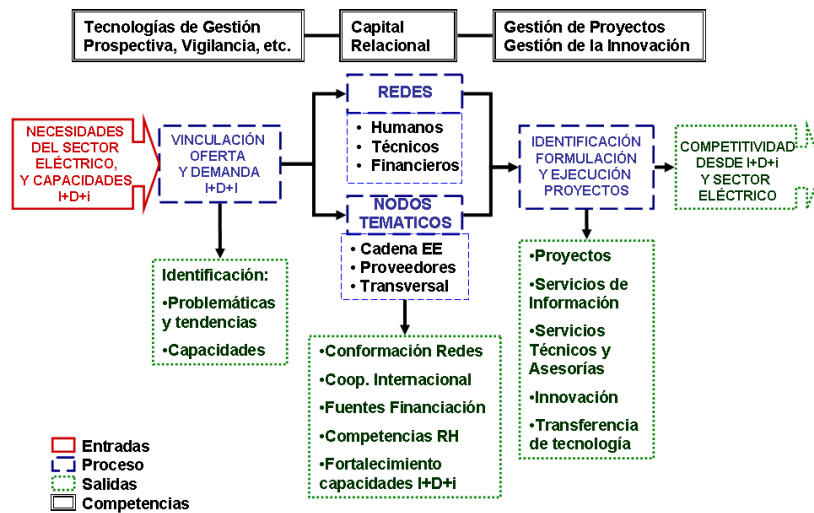 Tecnologías de Gestión
Prospectiva, Vigilancia, etc.
Capital
Relacional
Gestión de Proyectos
Gestión de la Innovación
NECESIDADES
DEL SECTOR
ELÉCTRICO,
Y CAPACIDADES
I+D+i
VINCULACIÓN
OFERTA
Y DEMANDA
I+D+I
REDES
•Humanos
•Técnicos
•Financieros
NODOS
TEMATICOS
•Cadena EE
•Proveedores
•Transversal
IDENTIFICACIÓN
FORMULACIÓN
Y EJECUCIÓN
PROYECTOS
COMPETITIVIDAD
DESDE I+D+i
Y SECTOR
ELÉCTRICO
Identificación:
•Problemáticas
y tendencias
•Capacidades
•Conformación Redes
•Coop. Internacional
•Fuentes Financiación
•Competencias RH
•Fortalecimiento
capacidades I+D+i
•Proyectos
•Servicios de
Información
•Servicios
Técnicos y
Asesorías
•Innovación
•Transferencia
de tecnología
Entradas
Proceso
Salidas
Competencias